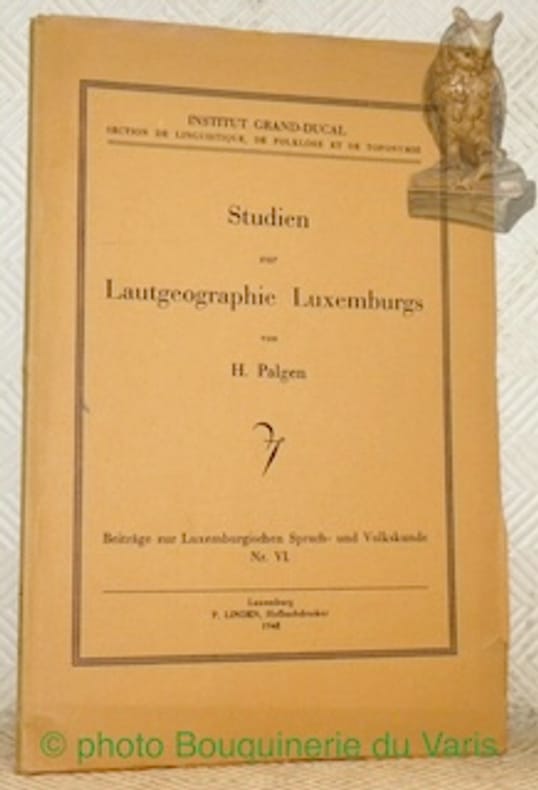 INSTITUT GRAND-DUCAL
SECTION DE LINGUISTIQUE, DE FOLKLORE ET DE TOPONYMIE
Studien
zur
Lautgeographie Luxemburgs
von
H. Palgen
Beiträge zur Luxemburgischen Sprach- und Volkskunde
Nr. VI.
Luxemburg
P. LINDEN, Hofbuchdrucker
1948
© photo Bouquinerie du Varis